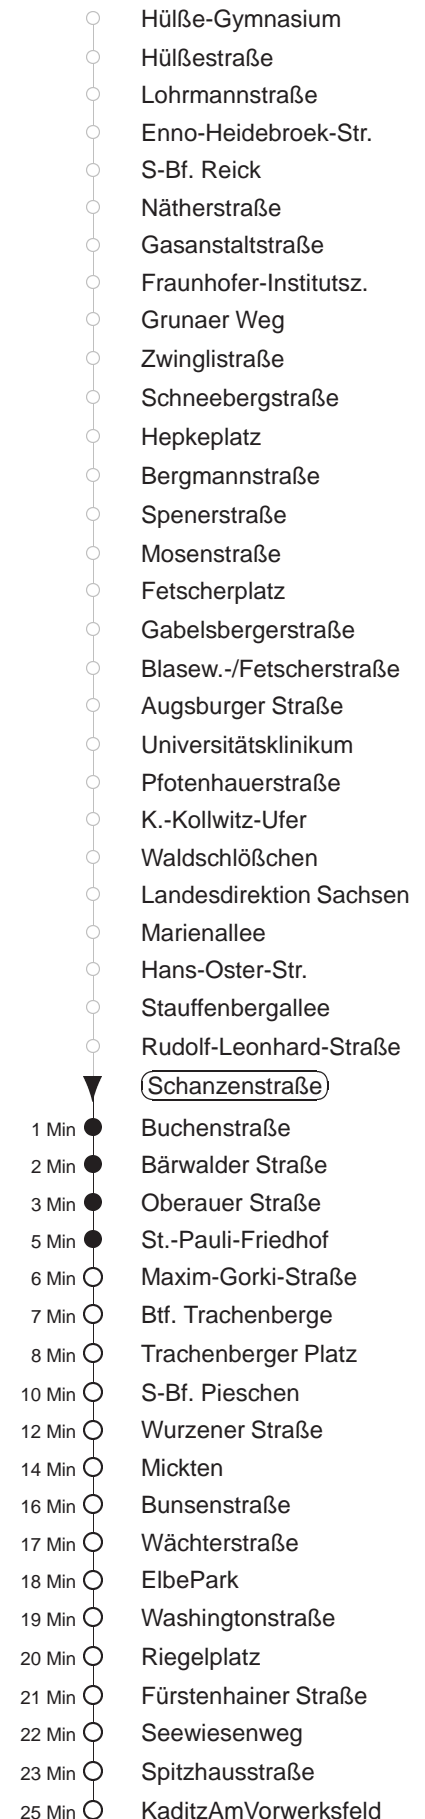 Hülße-Gymnasium
Hülßestraße
Lohrmannstraße
Enno-Heidebroek-Str.
S-Bf. Reick
Nätherstraße
Gasanstaltstraße
Fraunhofer-Institutsz.
Grunaer Weg
Zwinglistraße
Schneebergstraße
Hepkeplatz
Bergmannstraße
Spenerstraße
Mosenstraße
Fetscherplatz
Gabelsbergerstraße
Blasew.-/Fetscherstraße
Augsburger Straße
Universitätsklinikum
Pfotenhauerstraße
K.-Kollwitz-Ufer
Waldschlößchen
Landesdirektion Sachsen
Marienallee
Hans-Oster-Str.
Stauffenbergallee
Rudolf-Leonhard-Straße
Schanzenstraße
1 Min Buchenstraße
2 Min Bärwalder Straße
3 Min Oberauer Straße
5 Min St.-Pauli-Friedhof
6 Min Maxim-Gorki-Straße
7 Min Btf. Trachenberge
8 Min Trachenberger Platz
10 Min S-Bf. Pieschen
12 Min Wurzener Straße
14 Min Mickten
16 Min Bunsenstraße
17 Min Wächterstraße
18 Min ElbePark
19 Min Washingtonstraße
20 Min Riegelplatz
21 Min Fürstenhainer Straße
22 Min Seewiesenweg
23 Min Spitzhausstraße
25 Min KaditzAmVorwerksfeld